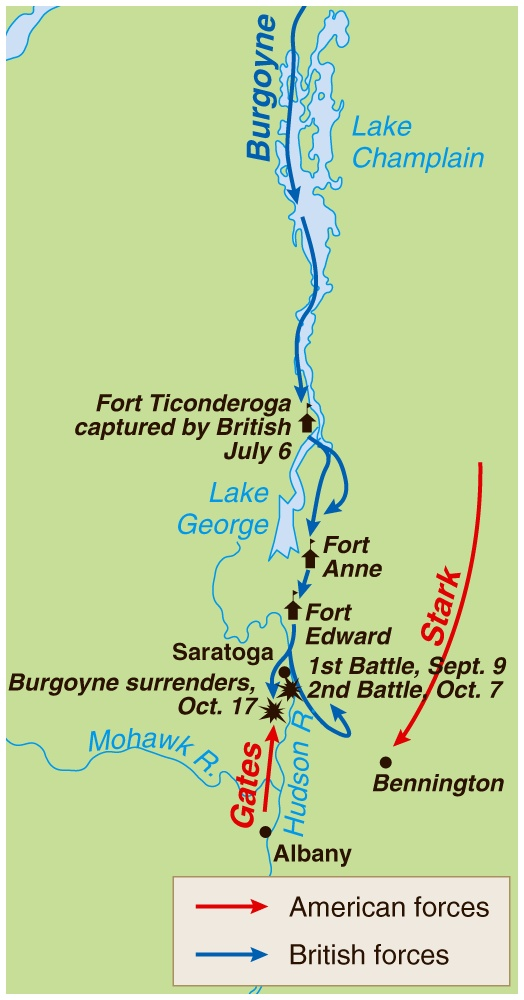 Burgoyne
Lake
Champlain
Fort Ticonderoga
captured by British
July 6
Lake
George
Fort
Anne
Stark
Fort
Edward
Saratoga
1st Battle, Sept. 9
2nd Battle, Oct. 7
Burgoyne surrenders,
Oct. 17
Mohawk R.
Gates
Hudson R.
Bennington
Albany
American forces
British forces